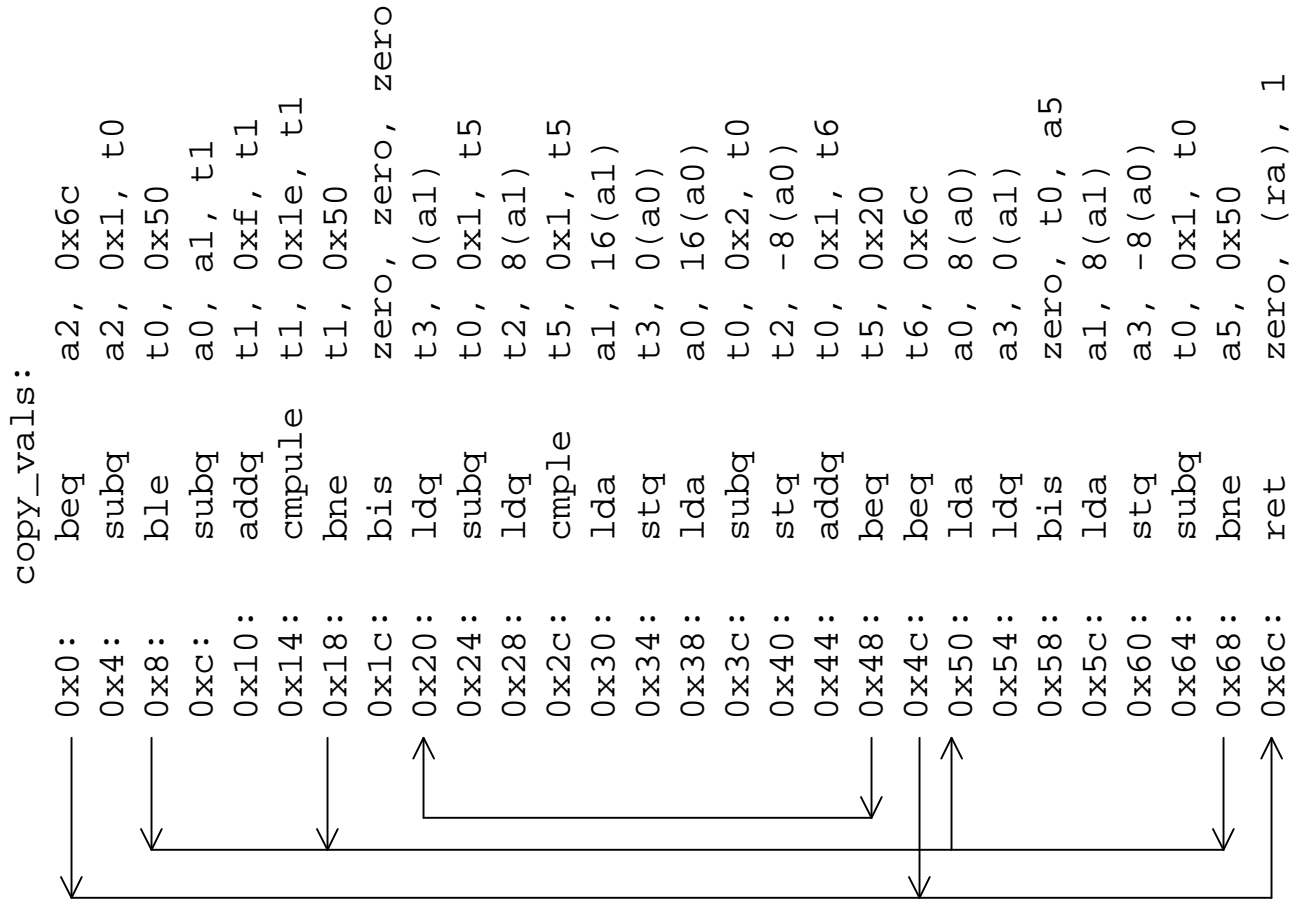 copy_vals:
0x0: beq a2, 0x6c
0x4: subq a2, 0x1, t0
0x8: ble t0, 0x50
0xc: subq a0, a1, t1
0x10: addq t1, 0xf, t1
0x14: cmpule t1, 0x1e, t1
0x18: bne t1, 0x50
0x1c: bis zero, zero, zero
0x20: ldq t3, 0(a1)
0x24: subq t0, 0x1, t5
0x28: ldq t2, 8(a1)
0x2c: cmple t5, 0x1, t5
0x30: lda a1, 16(a1)
0x34: stq t3, 0(a0)
0x38: lda a0, 16(a0)
0x3c: subq t0, 0x2, t0
0x40: stq t2, -8(a0)
0x44: addq t0, 0x1, t6
0x48: beq t5, 0x20
0x4c: beq t6, 0x6c
0x50: lda a0, 8(a0)
0x54: ldq a3, 0(a1)
0x58: bis zero, t0, a5
0x5c: lda a1, 8(a1)
0x60: stq a3, -8(a0)
0x64: subq t0, 0x1, t0
0x68: bne a5, 0x50
0x6c: ret zero, (ra), 1